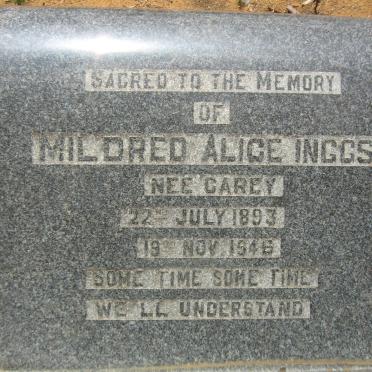 SACRED TO THE MEMORY
OF
MILDRED ALICE INGGS
NEE CAREY
22ND JULY 1893
19TH NOV 1946
SOME TIME SOME TIME
WE'LL UNDERSTAND